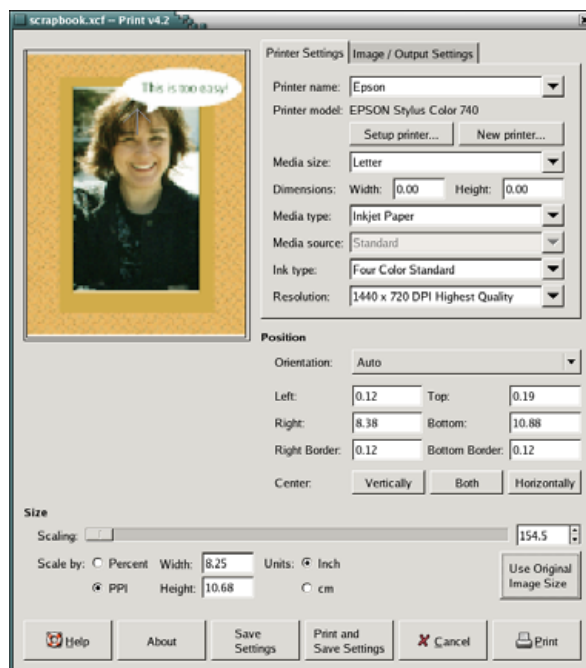 scrapbook.xcf -- Print v4.2
This is too easy!
Printer Settings Image / Output Settings
Printer name: Epson
Printer model: EPSON Stylus Color 740
Setup printer... New printer...
Media size: Letter
Dimensions: Width: 0.00 Height: 0.00
Media type: Inkjet Paper
Media source: Standard
Ink type: Four Color Standard
Resolution: 1440 x 720 DPI Highest Quality
Position
Orientation: Auto
Left: 0.12 Top: 0.19
Right: 8.38 Bottom: 10.88
Right Border: 0.12 Bottom Border: 0.12
Center: Vertically Both Horizontally
Size
Scaling: 154.5
Scale by: Percent Width: 8.25 Units: Inch
PPI Height: 10.68 cm
Use Original
Image Size
Help About Save
Settings Print and
Save Settings Cancel Print